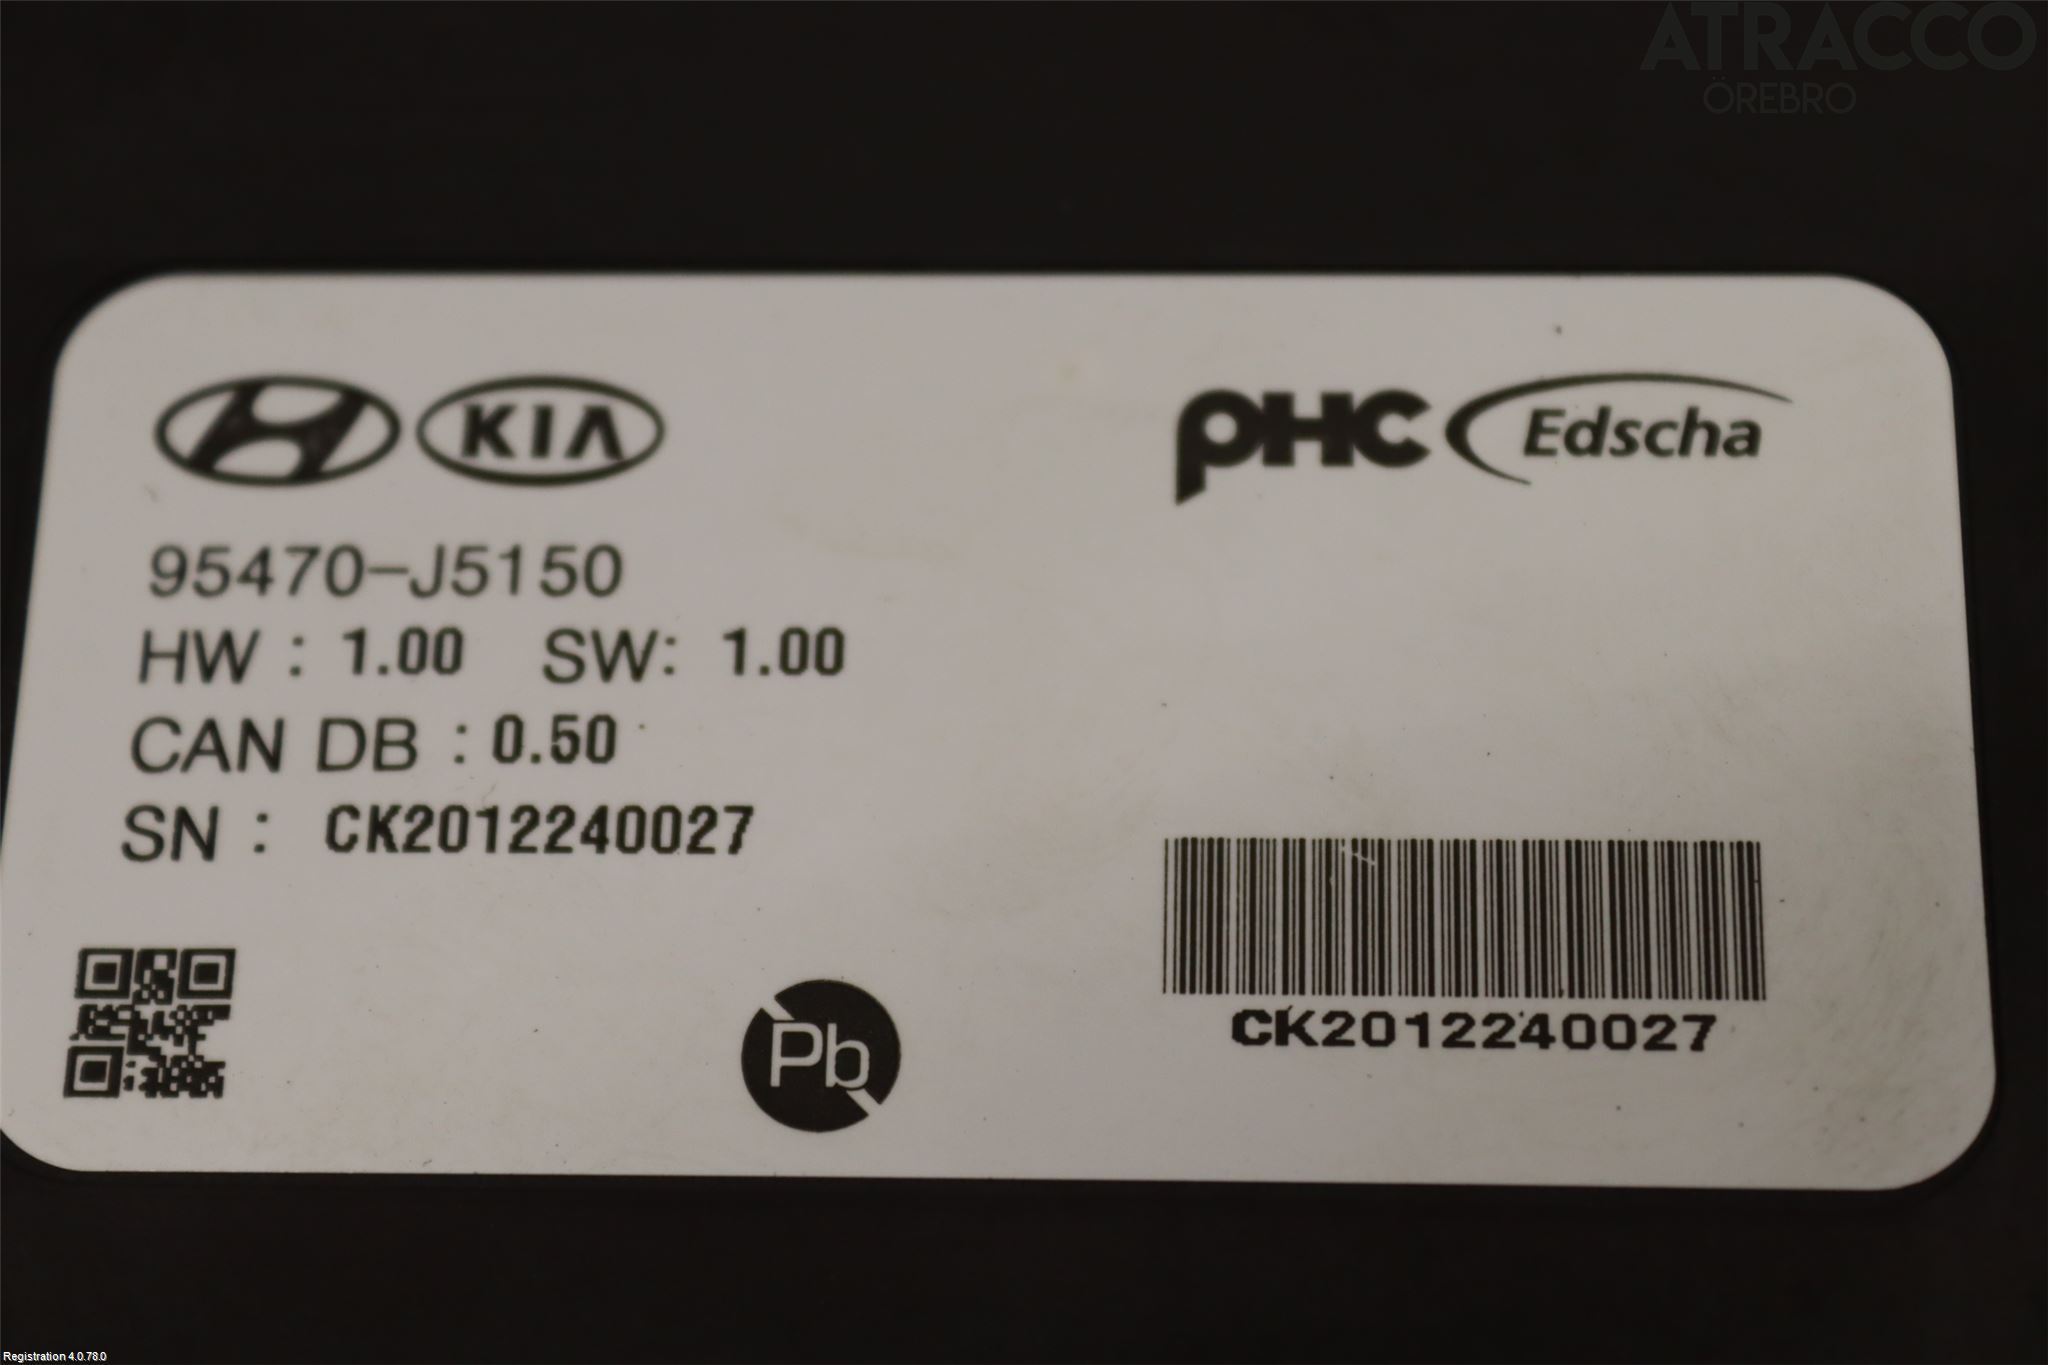 ATRACCO
ÖREBRO
KIA
PHC Edscha
95470-J5150
HW : 1.00 SW: 1.00
CAN DB : 0.50
SN : CK2012240027
Pb
CK2012240027
Registration 4.0.78.0